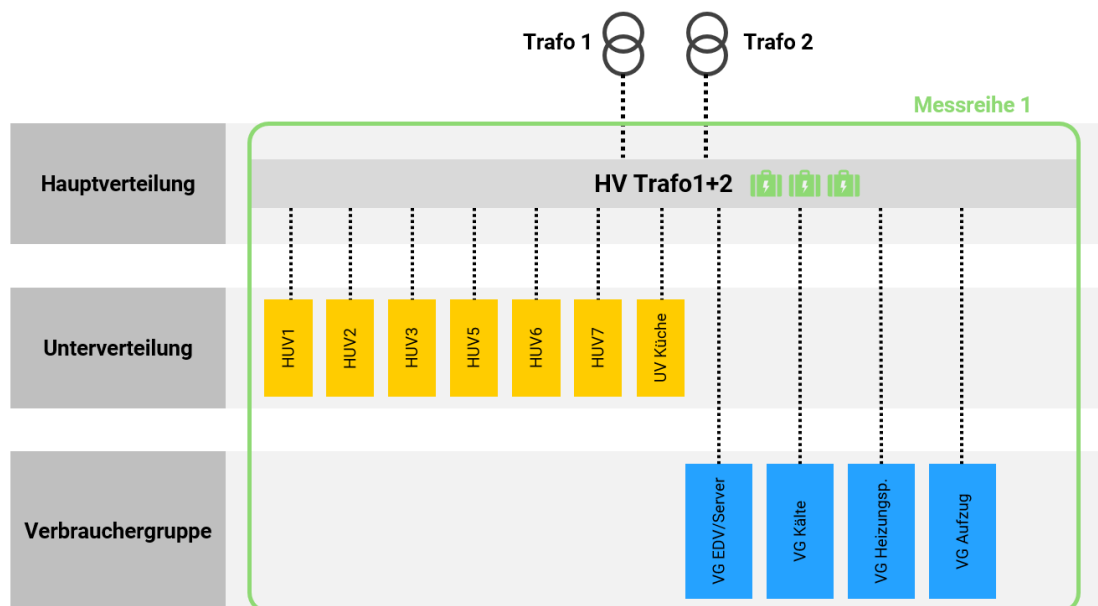 Trafo 1
Trafo 2
Messreihe 1
Hauptverteilung
HV Trafo1+2
Unterverteilung
HUV1
HUV2
HUV3
HUV5
HUV6
HUV7
UV Küche
Verbrauchergruppe
VG EDV/Server
VG Kälte
VG Heizungsp.
VG Aufzug